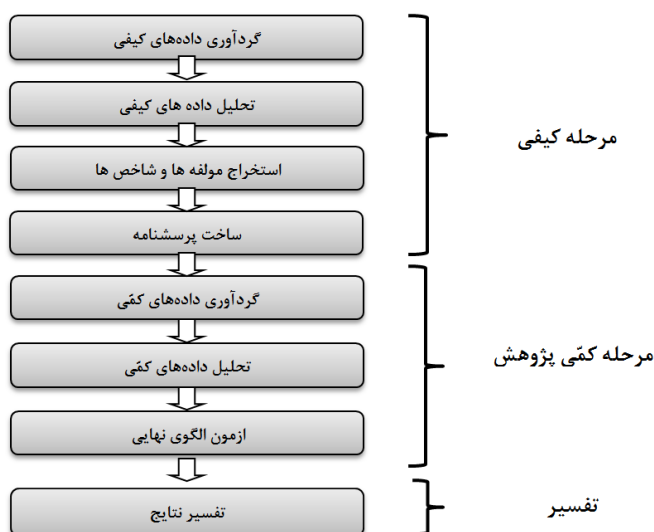 گردآوری داده‌های کیفی
تحلیل داده های کیفی
استخراج مولفه ها و شاخص ها
ساخت پرسشنامه
مرحله کیفی
گردآوری داده‌های کمّی
تحلیل داده‌های کمّی
ازمون الگوی نهایی
مرحله کمّی پژوهش
تفسیر نتایج
تفسیر